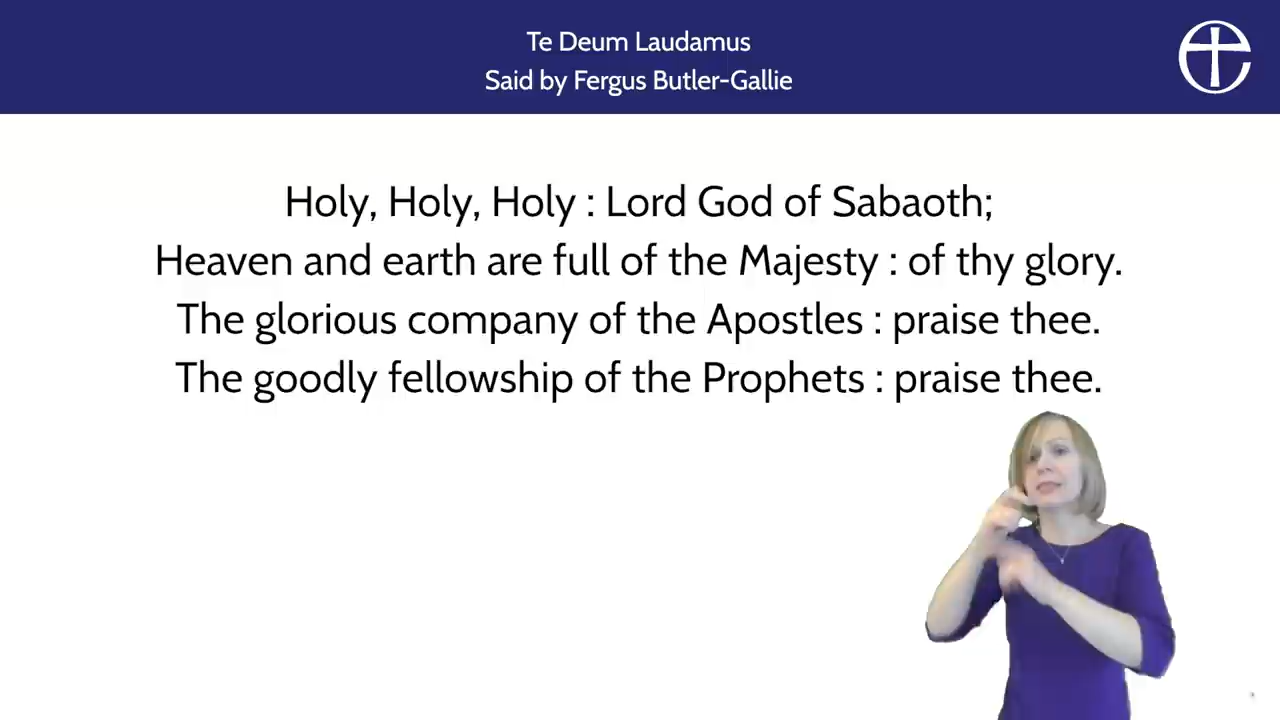 Te Deum Laudamus
Said by Fergus Butler-Gallie
Holy, Holy, Holy : Lord God of Sabaoth;
Heaven and earth are full of the Majesty : of thy glory.
The glorious company of the Apostles : praise thee.
The goodly fellowship of the Prophets : praise thee.